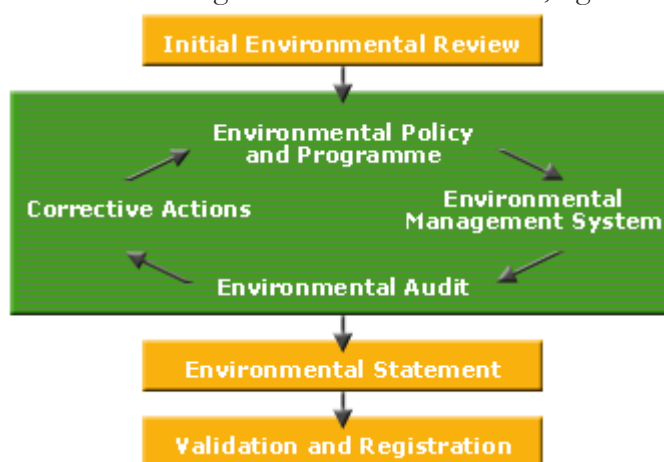 Initial Environmental Review
Environmental Policy
and Programme
Corrective Actions
Environmental
Management System
Environmental Audit
Environmental Statement
Validation and Registration